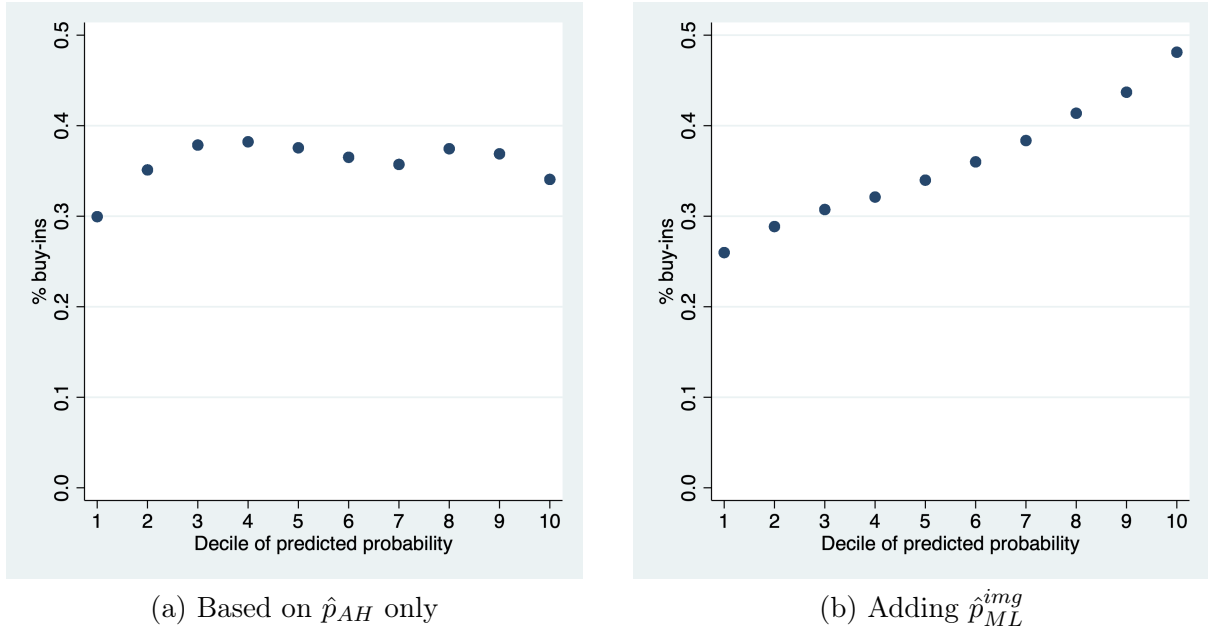 % buy-ins
0.5
0.4
0.3
0.2
0.1
0.0
1 2 3 4 5 6 7 8 9 10
Decile of predicted probability
(a) Based on p̂_AH only
% buy-ins
0.5
0.4
0.3
0.2
0.1
0.0
1 2 3 4 5 6 7 8 9 10
Decile of predicted probability
(b) Adding p̂_ML^img